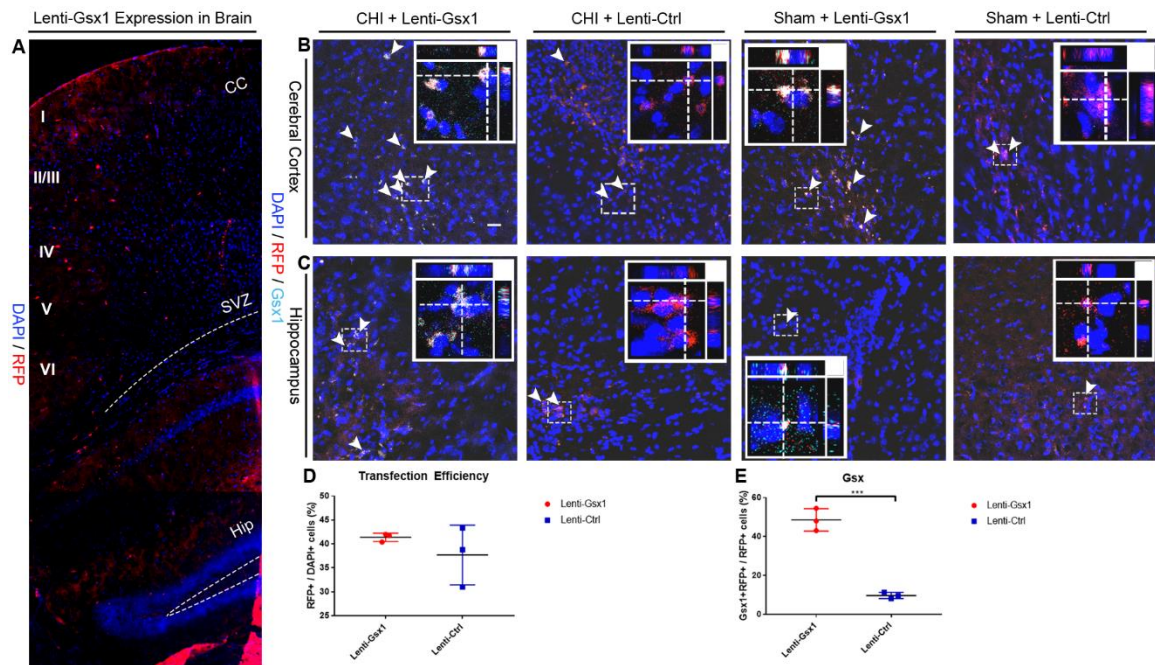 Lenti-Gsx1 Expression in Brain
CHI + Lenti-Gsx1
CHI + Lenti-Ctrl
Sham + Lenti-Gsx1
Sham + Lenti-Ctrl
A
CC
I
II/III
IV
V
SVZ
VI
Hip
DAPI / RFP
B
Cerebral Cortex
DAPI / RFP / Gsx1
C
Hippocampus
D
Transfection Efficiency
RFP+ / DAPI+ cells (%)
50
45
40
35
30
25
Lenti-Gsx1
Lenti-Ctrl
Lenti-Gsx1
Lenti-Ctrl
E
Gsx
Gsx1+RFP+ / RFP+ cells (%)
60
40
20
0
***
Lenti-Gsx1
Lenti-Ctrl
Lenti-Gsx1
Lenti-Ctrl